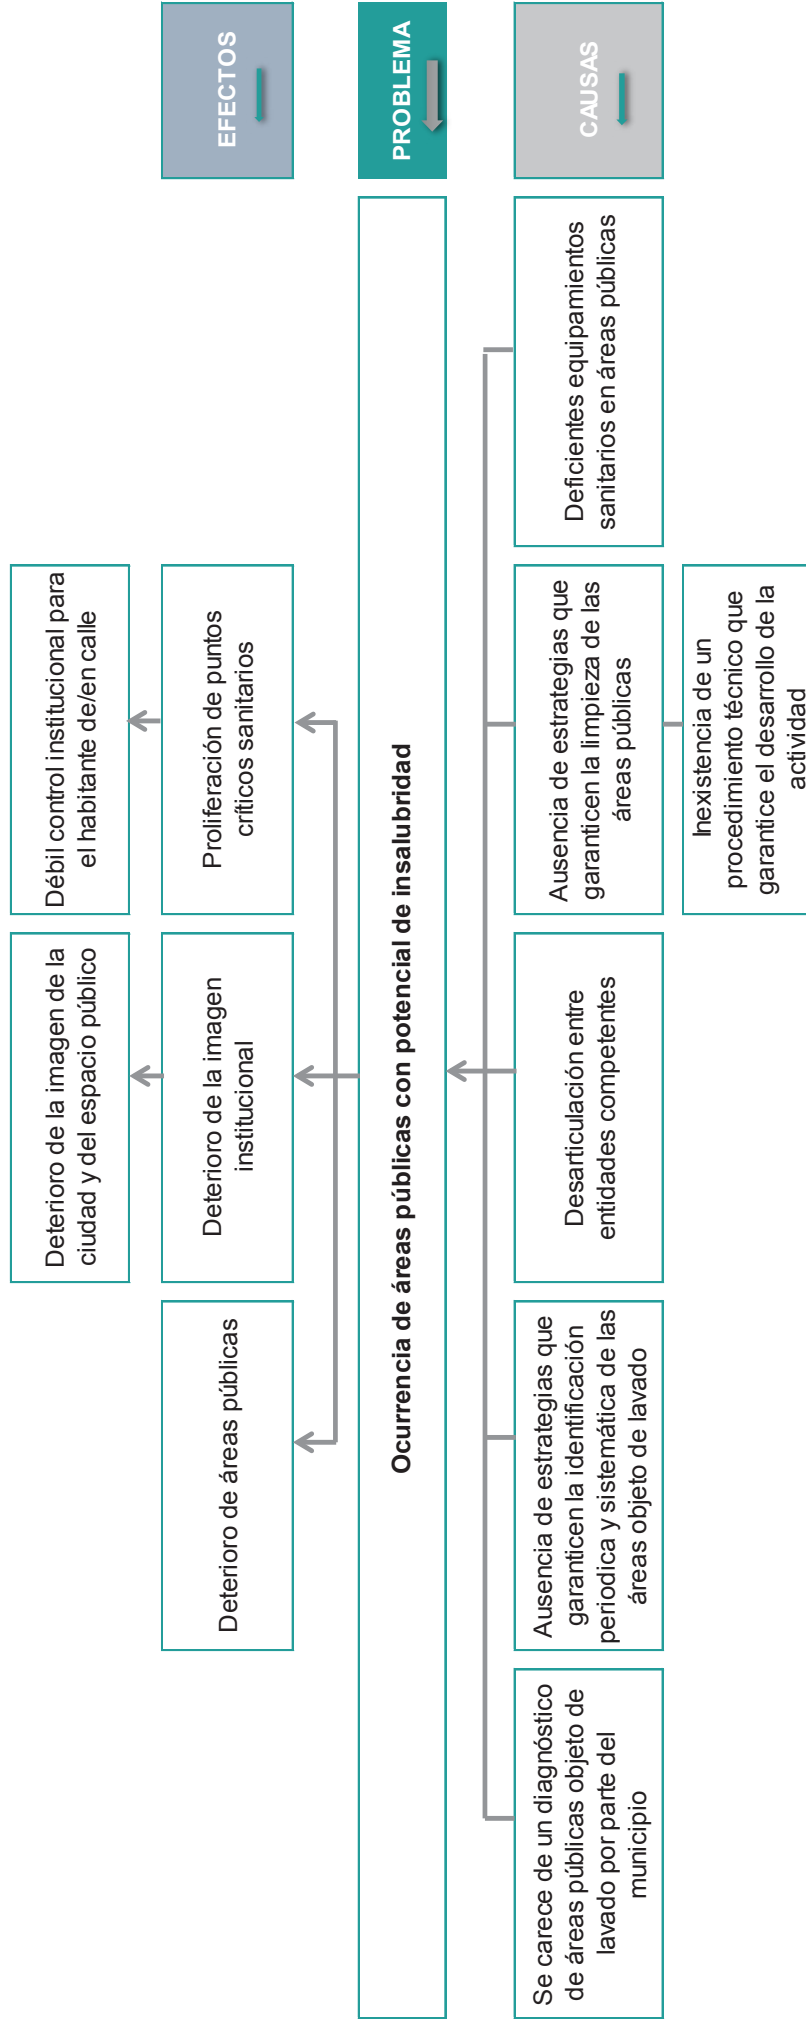 Débil control institucional para
el habitante de/en calle
Deterioro de la imagen de la
ciudad y del espacio público
EFECTOS
Proliferación de puntos
críticos sanitarios
Deterioro de la imagen
institucional
Deterioro de áreas públicas
PROBLEMA
Ocurrencia de áreas públicas con potencial de insalubridad
CAUSAS
Deficientes equipamientos
sanitarios en áreas públicas
Ausencia de estrategias que
garanticen la limpieza de las
áreas públicas
Desarticulación entre
entidades competentes
Ausencia de estrategias que
garanticen la identificación
periodica y sistemática de las
áreas objeto de lavado
Se carece de un diagnóstico
de áreas públicas objeto de
lavado por parte del
municipio
Inexistencia de un
procedimiento técnico que
garantice el desarrollo de la
actividad